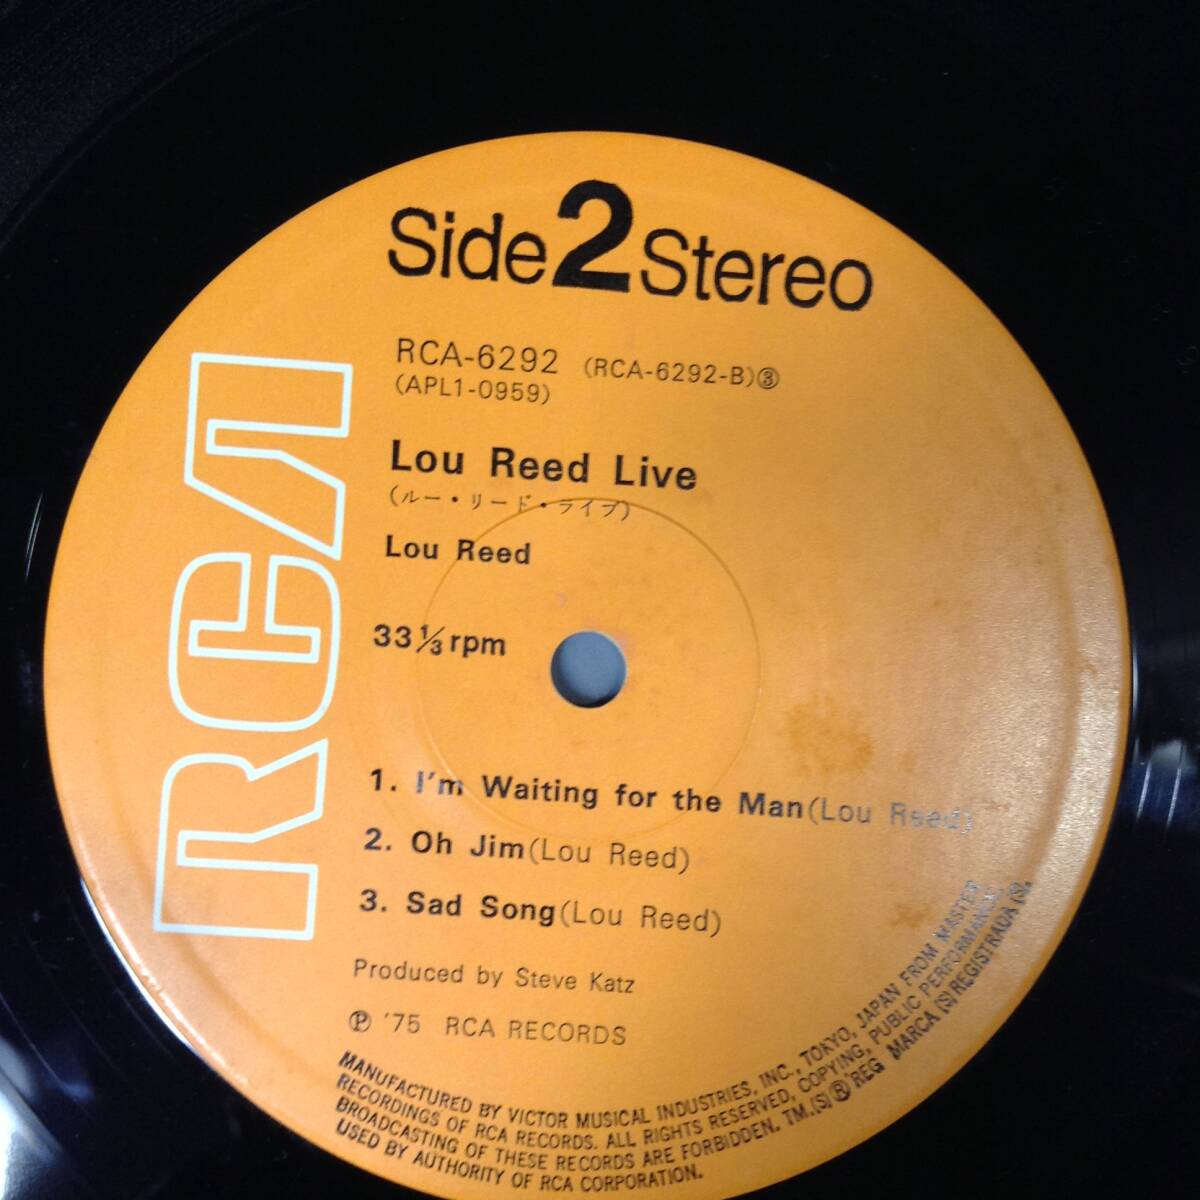 Side 2 Stereo
RCA-6292 (RCA-6292-B)③
(APL1-0959)
Lou Reed Live
(ルー・リード・ライブ)
Lou Reed
33⅓rpm
RCA
1. I'm Waiting for the Man(Lou Reed)
2. Oh Jim(Lou Reed)
3. Sad Song(Lou Reed)
Produced by Steve Katz
Ⓟ '75 RCA RECORDS
MANUFACTURED BY VICTOR MUSICAL INDUSTRIES, INC., TOKYO, JAPAN FROM MASTER
RECORDINGS OF RCA RECORDS. ALL RIGHTS RESERVED, COPYING, PUBLIC PERFORMANCE,
BROADCASTING OF THESE RECORDS ARE FORBIDDEN. TM.(S) ® REG MARCA (S) REGISTRADA (S).
USED BY AUTHORITY OF RCA CORPORATION.